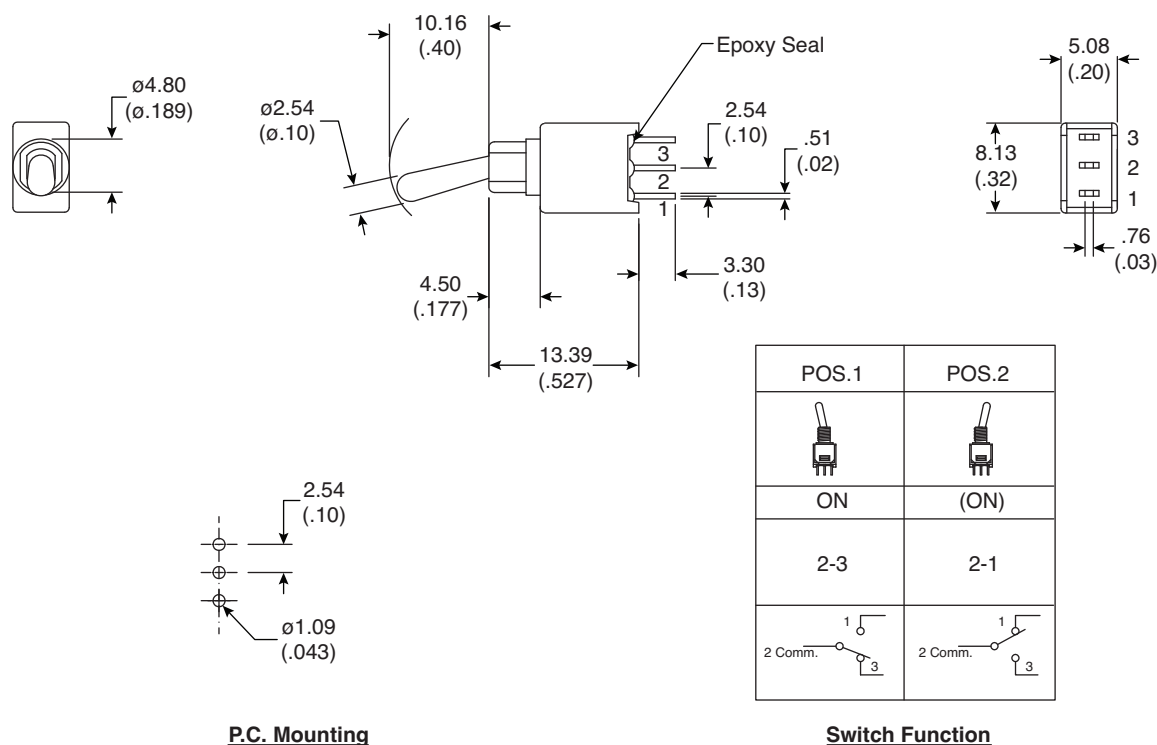 10.16
(.40)
Epoxy Seal
5.08
(.20)
ø4.80
(ø.189)
ø2.54
(ø.10)
2.54
(.10)
.51
(.02)
3
2
1
8.13
(.32)
3
2
1
.76
(.03)
4.50
(.177)
3.30
(.13)
13.39
(.527)
POS.1 POS.2
ON (ON)
2-3 2-1
1
2 Comm.
3
1
2 Comm.
3
2.54
(.10)
ø1.09
(.043)
P.C. Mounting
Switch Function